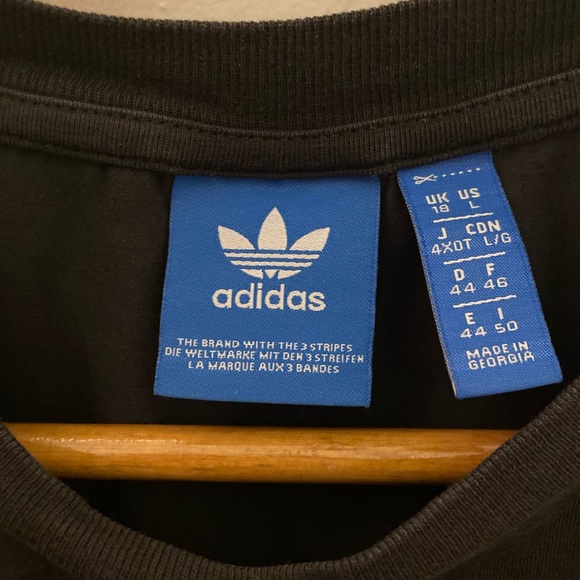 adidas
THE BRAND WITH THE 3 STRIPES
DIE WELTMARKE MIT DEN 3 STREIFEN
LA MARQUE AUX 3 BANDES
UK US
18 L
J CDN
4XOT L/G
D F
44 46
E I
44 50
MADE IN
GEORGIA